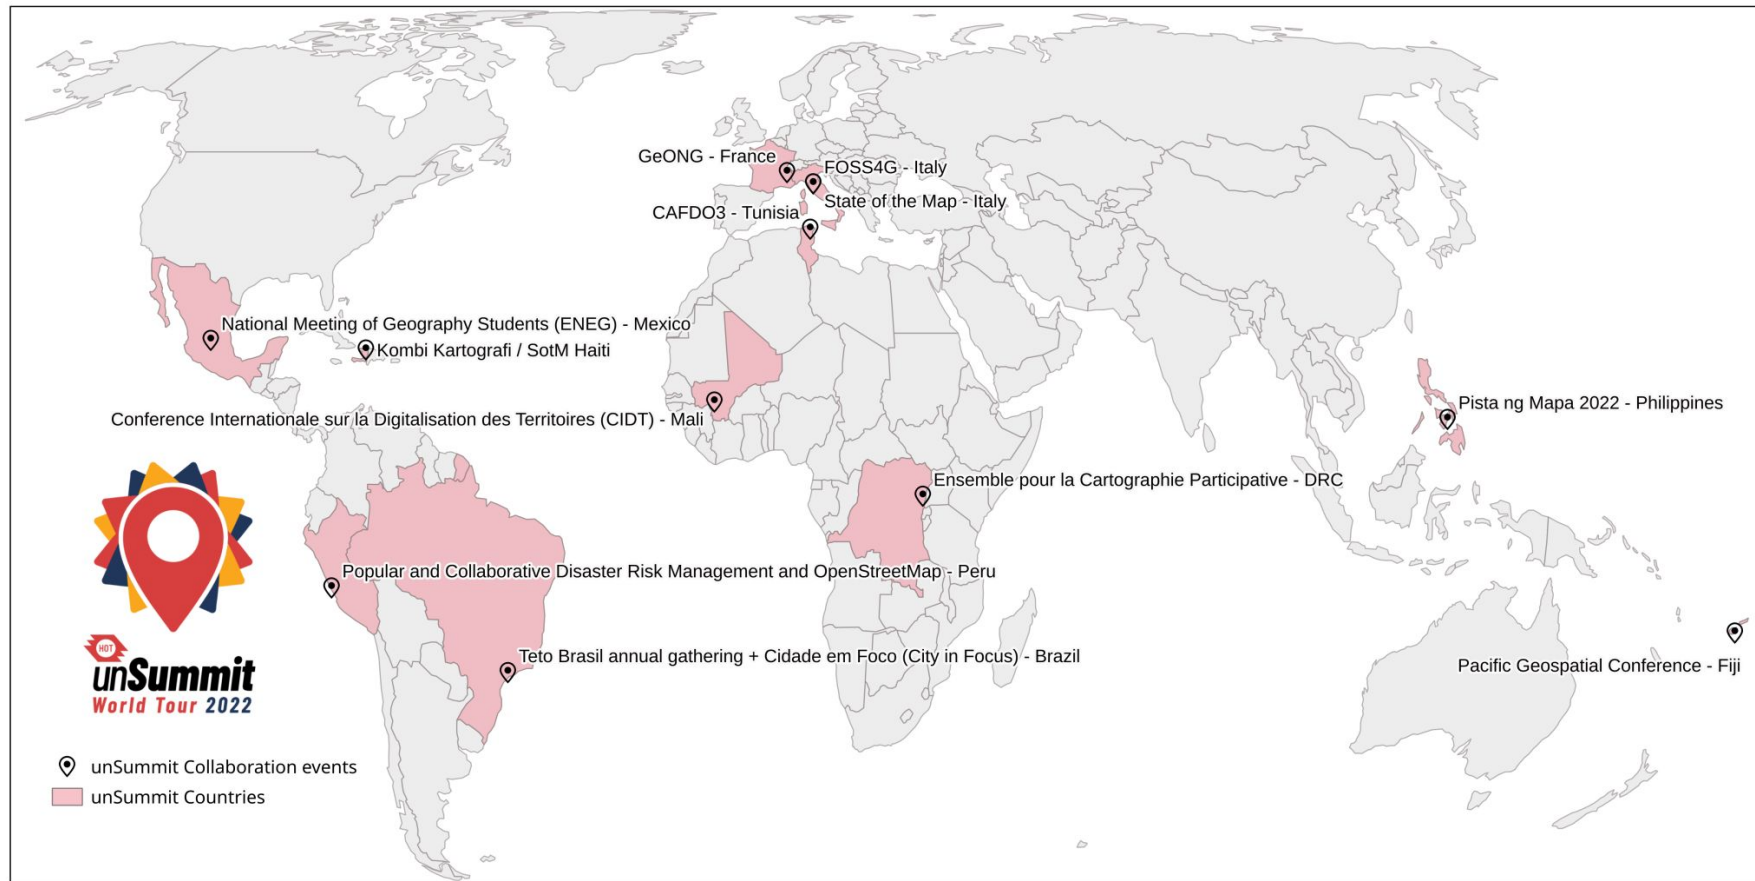 GeONG - France
FOSS4G - Italy
State of the Map - Italy
CAFDO3 - Tunisia
National Meeting of Geography Students (ENEG) - Mexico
Kombi Kartografi / SotM Haiti
Conference Internationale sur la Digitalisation des Territoires (CIDT) - Mali
Pista ng Mapa 2022 - Philippines
Ensemble pour la Cartographie Participative - DRC
Popular and Collaborative Disaster Risk Management and OpenStreetMap - Peru
Teto Brasil annual gathering + Cidade em Foco (City in Focus) - Brazil
Pacific Geospatial Conference - Fiji
HOT
unSummit
World Tour 2022
unSummit Collaboration events
unSummit Countries